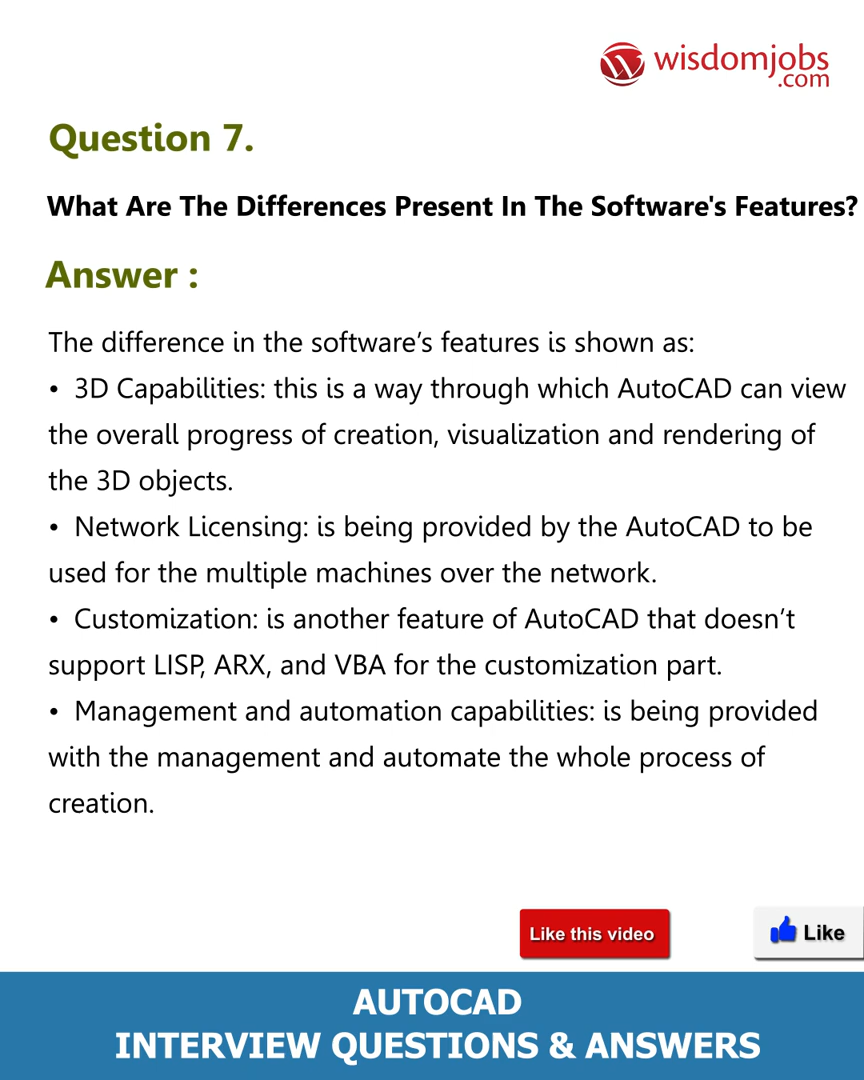 wisdomjobs
.com
Question 7.
What Are The Differences Present In The Software's Features?
Answer :
The difference in the software’s features is shown as:
• 3D Capabilities: this is a way through which AutoCAD can view
the overall progress of creation, visualization and rendering of
the 3D objects.
• Network Licensing: is being provided by the AutoCAD to be
used for the multiple machines over the network.
• Customization: is another feature of AutoCAD that doesn’t
support LISP, ARX, and VBA for the customization part.
• Management and automation capabilities: is being provided
with the management and automate the whole process of
creation.
Like this video
Like
AUTOCAD
INTERVIEW QUESTIONS & ANSWERS